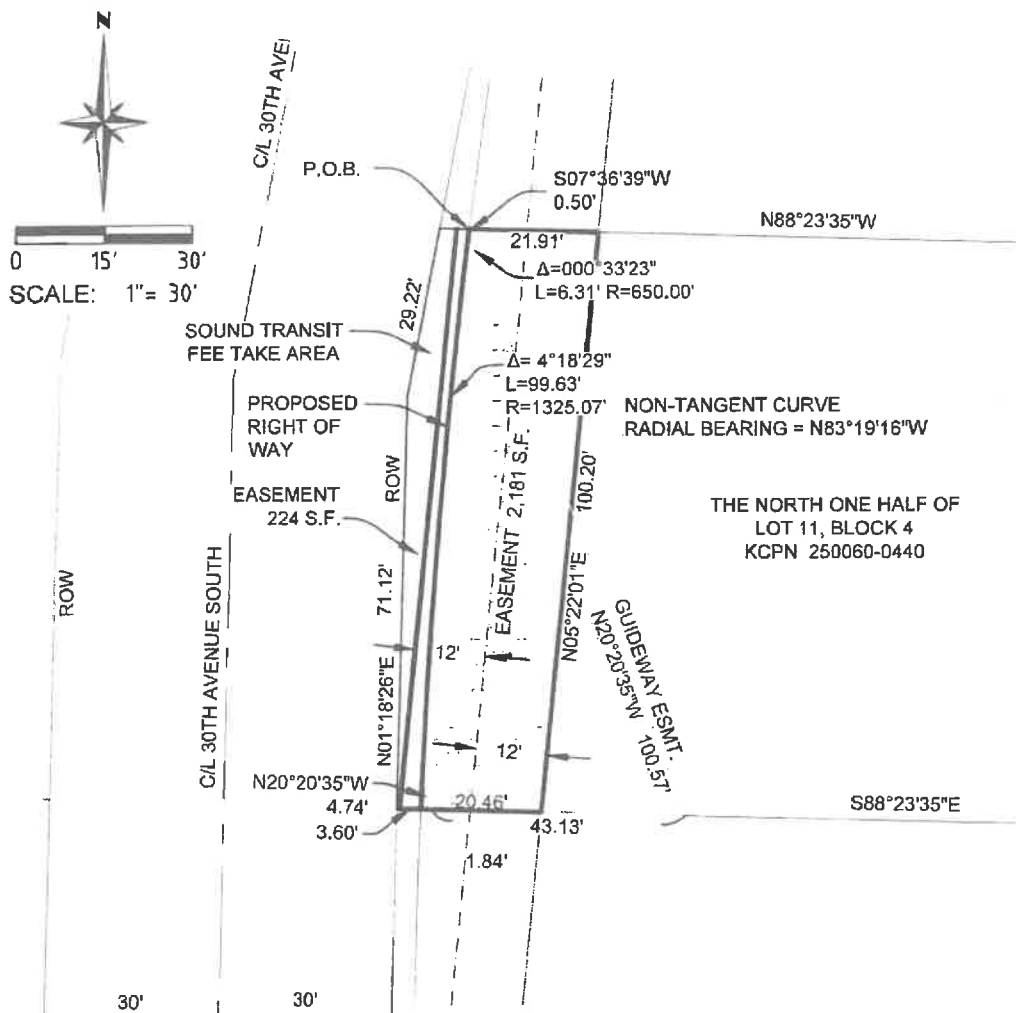 N
C/L 30TH AVE
P.O.B.
S07°36'39"W
0.50'
N88°23'35"W
21.91'
0 15' 30'
SCALE: 1"= 30'
Δ=000°33'23"
L=6.31' R=650.00'
29.22'
SOUND TRANSIT
FEE TAKE AREA
Δ= 4°18'29"
L=99.63'
R=1325.07'
NON-TANGENT CURVE
RADIAL BEARING = N83°19'16"W
PROPOSED
RIGHT OF
WAY
ROW
EASEMENT
224 S.F.
EASEMENT 2,181 S.F.
100.20'
N05°22'01"E
THE NORTH ONE HALF OF
LOT 11, BLOCK 4
KCPN 250060-0440
ROW
C/L 30TH AVENUE SOUTH
71.12'
N01°18'26"E
12'
12'
GUIDEWAY ESMT.
N20°20'35"W 100.57'
N20°20'35"W
4.74'
3.60'
20.46'
43.13'
S88°23'35"E
1.84'
30'
30'